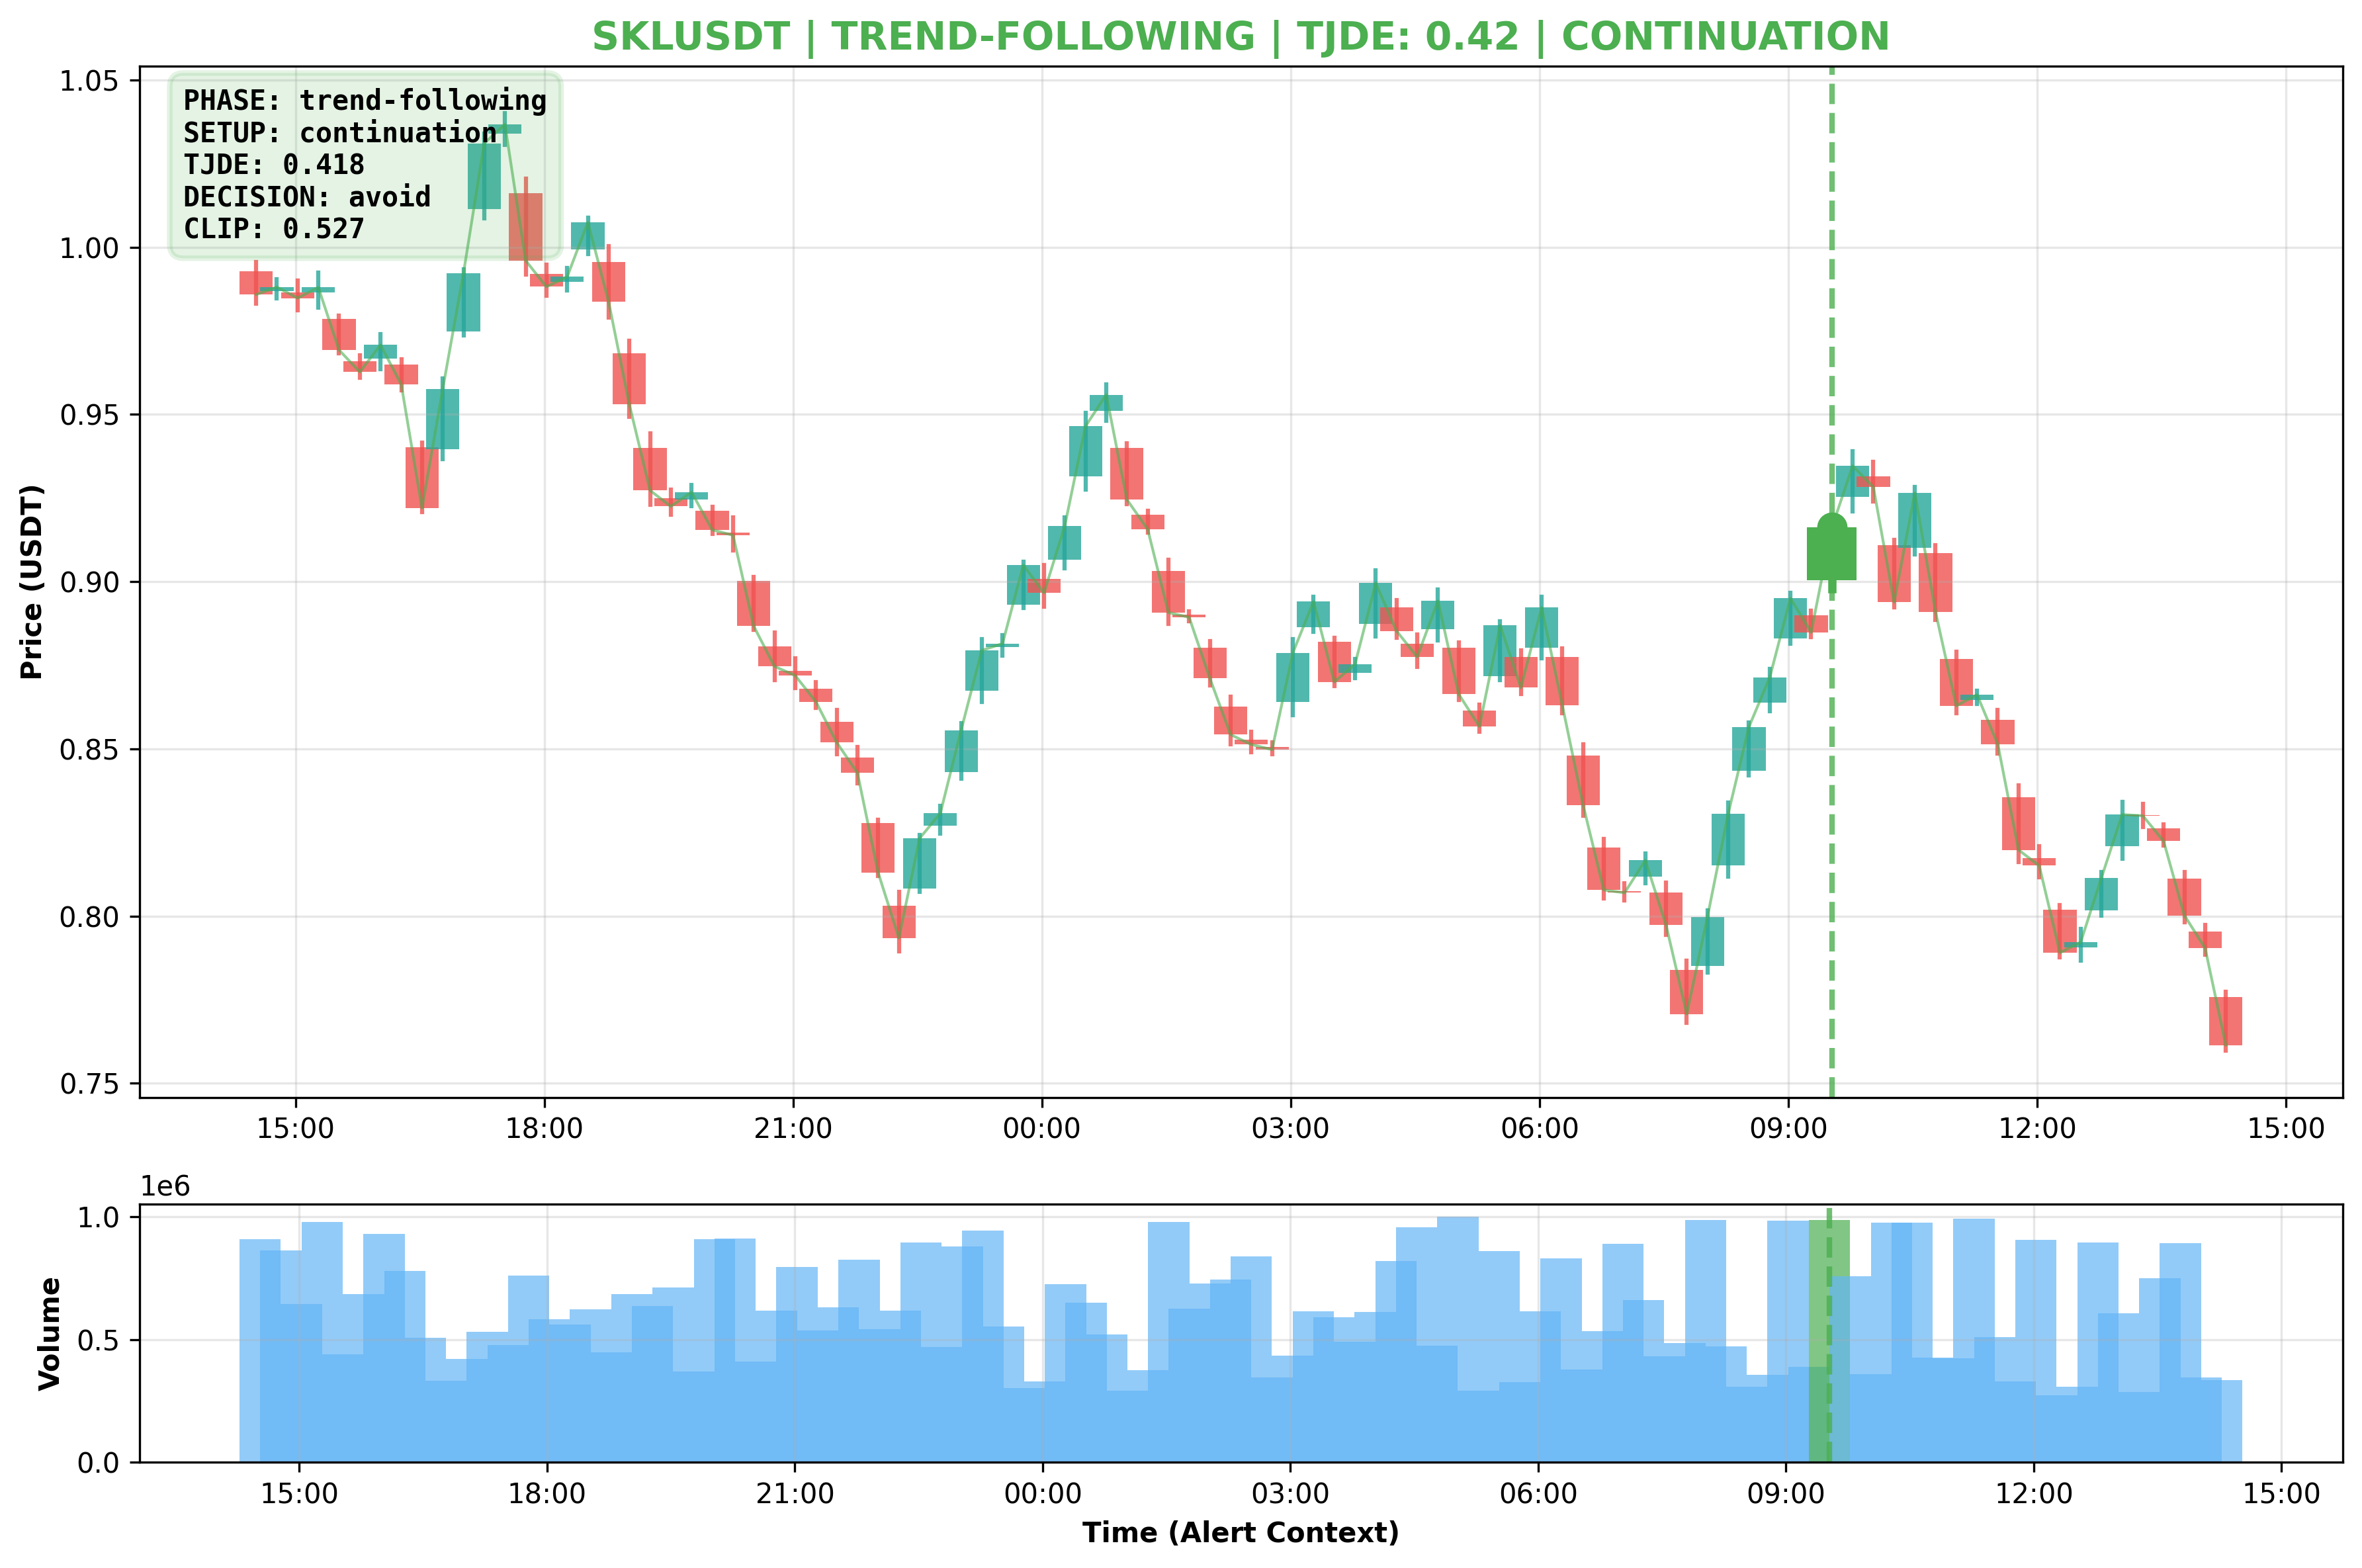 SKLUSDT | TREND-FOLLOWING | TJDE: 0.42 | CONTINUATION
PHASE: trend-following
SETUP: continuation
TJDE: 0.418
DECISION: avoid
CLIP: 0.527
Price (USDT)
1.05
1.00
0.95
0.90
0.85
0.80
0.75
15:00 18:00 21:00 00:00 03:00 06:00 09:00 12:00 15:00
1e6
Volume
1.0
0.5
0.0
15:00 18:00 21:00 00:00 03:00 06:00 09:00 12:00 15:00
Time (Alert Context)